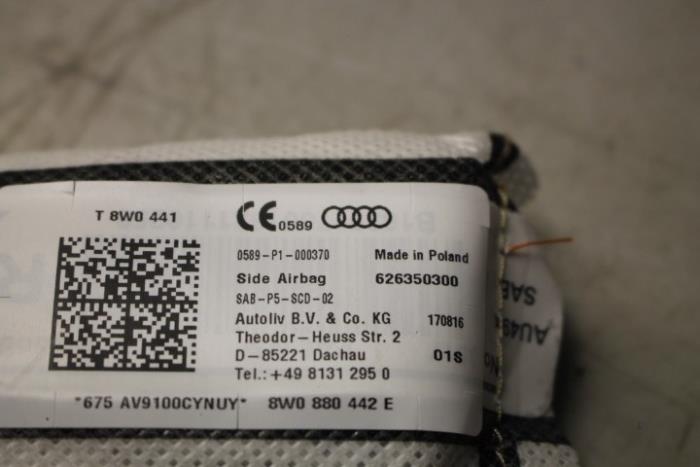 T 8W0 441
CE 0589
0589-P1-000370
Made in Poland
Side Airbag
626350300
SAB-P5-SCD-02
Autoliv B.V. & Co. KG
170816
Theodor-Heuss Str. 2
D-85221 Dachau
01S
Tel.: +49 8131 295 0
*675 AV9100CYNUY*
8W0 880 442 E
SAB